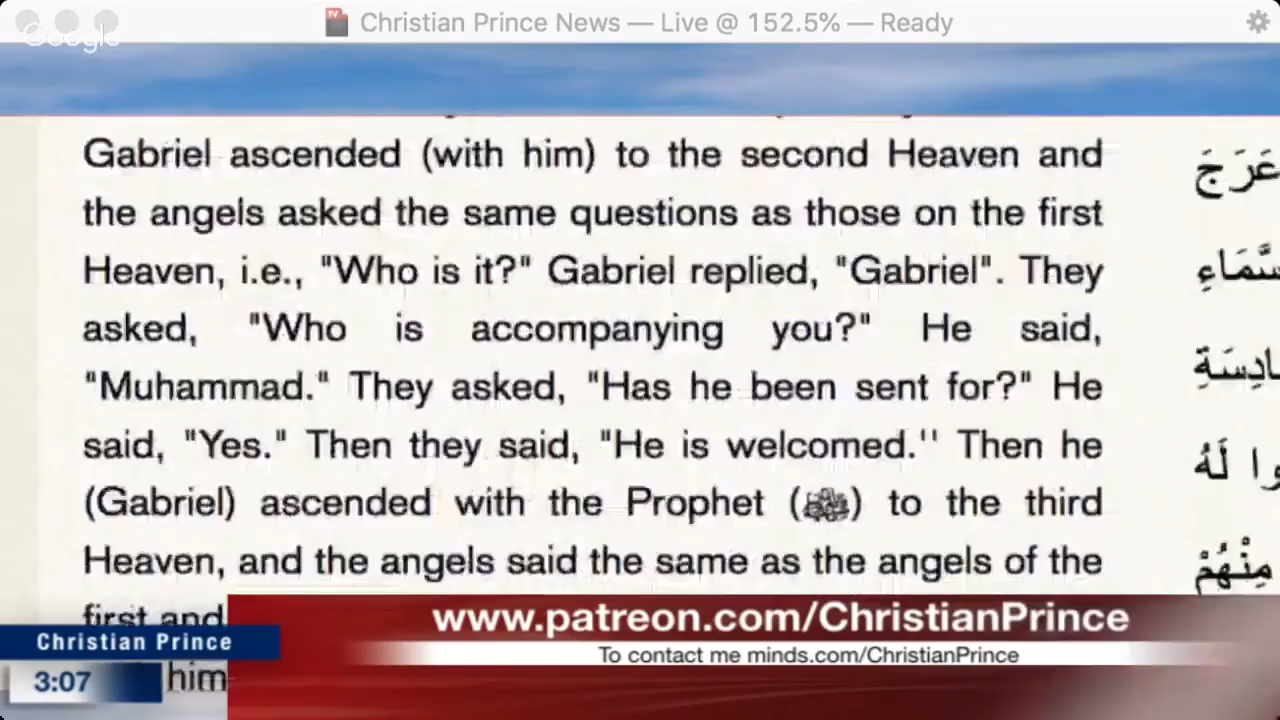 Christian Prince News — Live @ 152.5% — Ready
Google
Gabriel ascended (with him) to the second Heaven and
the angels asked the same questions as those on the first
Heaven, i.e., "Who is it?" Gabriel replied, "Gabriel". They
asked, "Who is accompanying you?" He said,
"Muhammad." They asked, "Has he been sent for?" He
said, "Yes." Then they said, "He is welcomed.'' Then he
(Gabriel) ascended with the Prophet (ﷺ) to the third
Heaven, and the angels said the same as the angels of the
first and
him
عَرَجَ
وا لَهُ
مِنْهُمْ
www.patreon.com/ChristianPrince
To contact me minds.com/ChristianPrince
Christian Prince
3:07